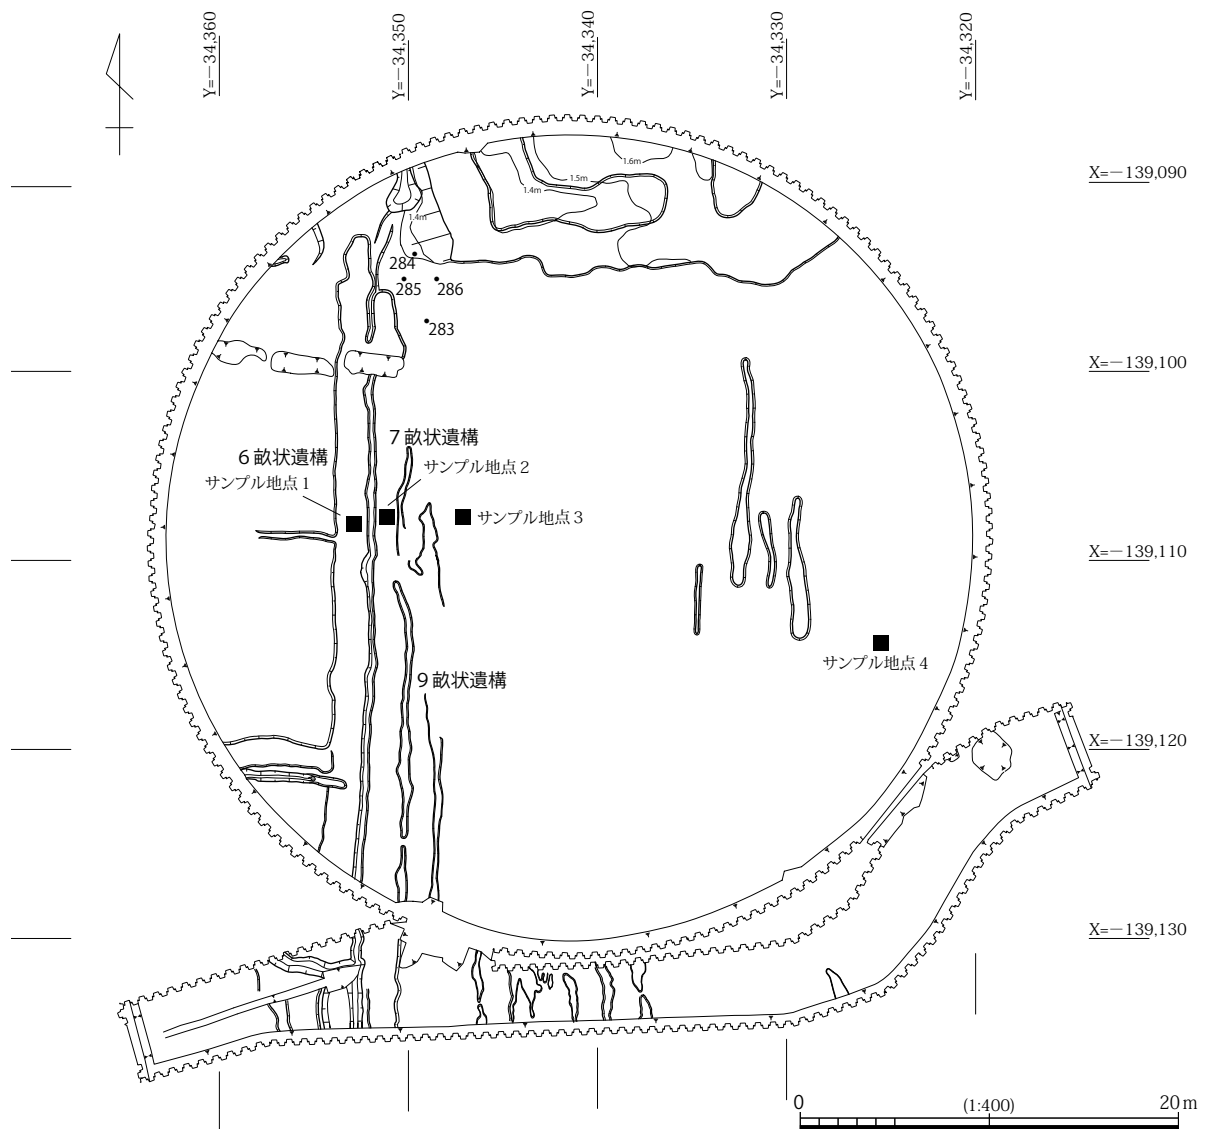 Y=－34,360
Y=－34,350
Y=－34,340
Y=－34,330
Y=－34,320
X=－139,090
1.6m
1.5m
1.4m
1.4m
284
285
286
283
X=－139,100
7畝状遺構
6畝状遺構
サンプル地点2
サンプル地点1
サンプル地点3
X=－139,110
サンプル地点4
9畝状遺構
X=－139,120
X=－139,130
0
(1:400)
20m